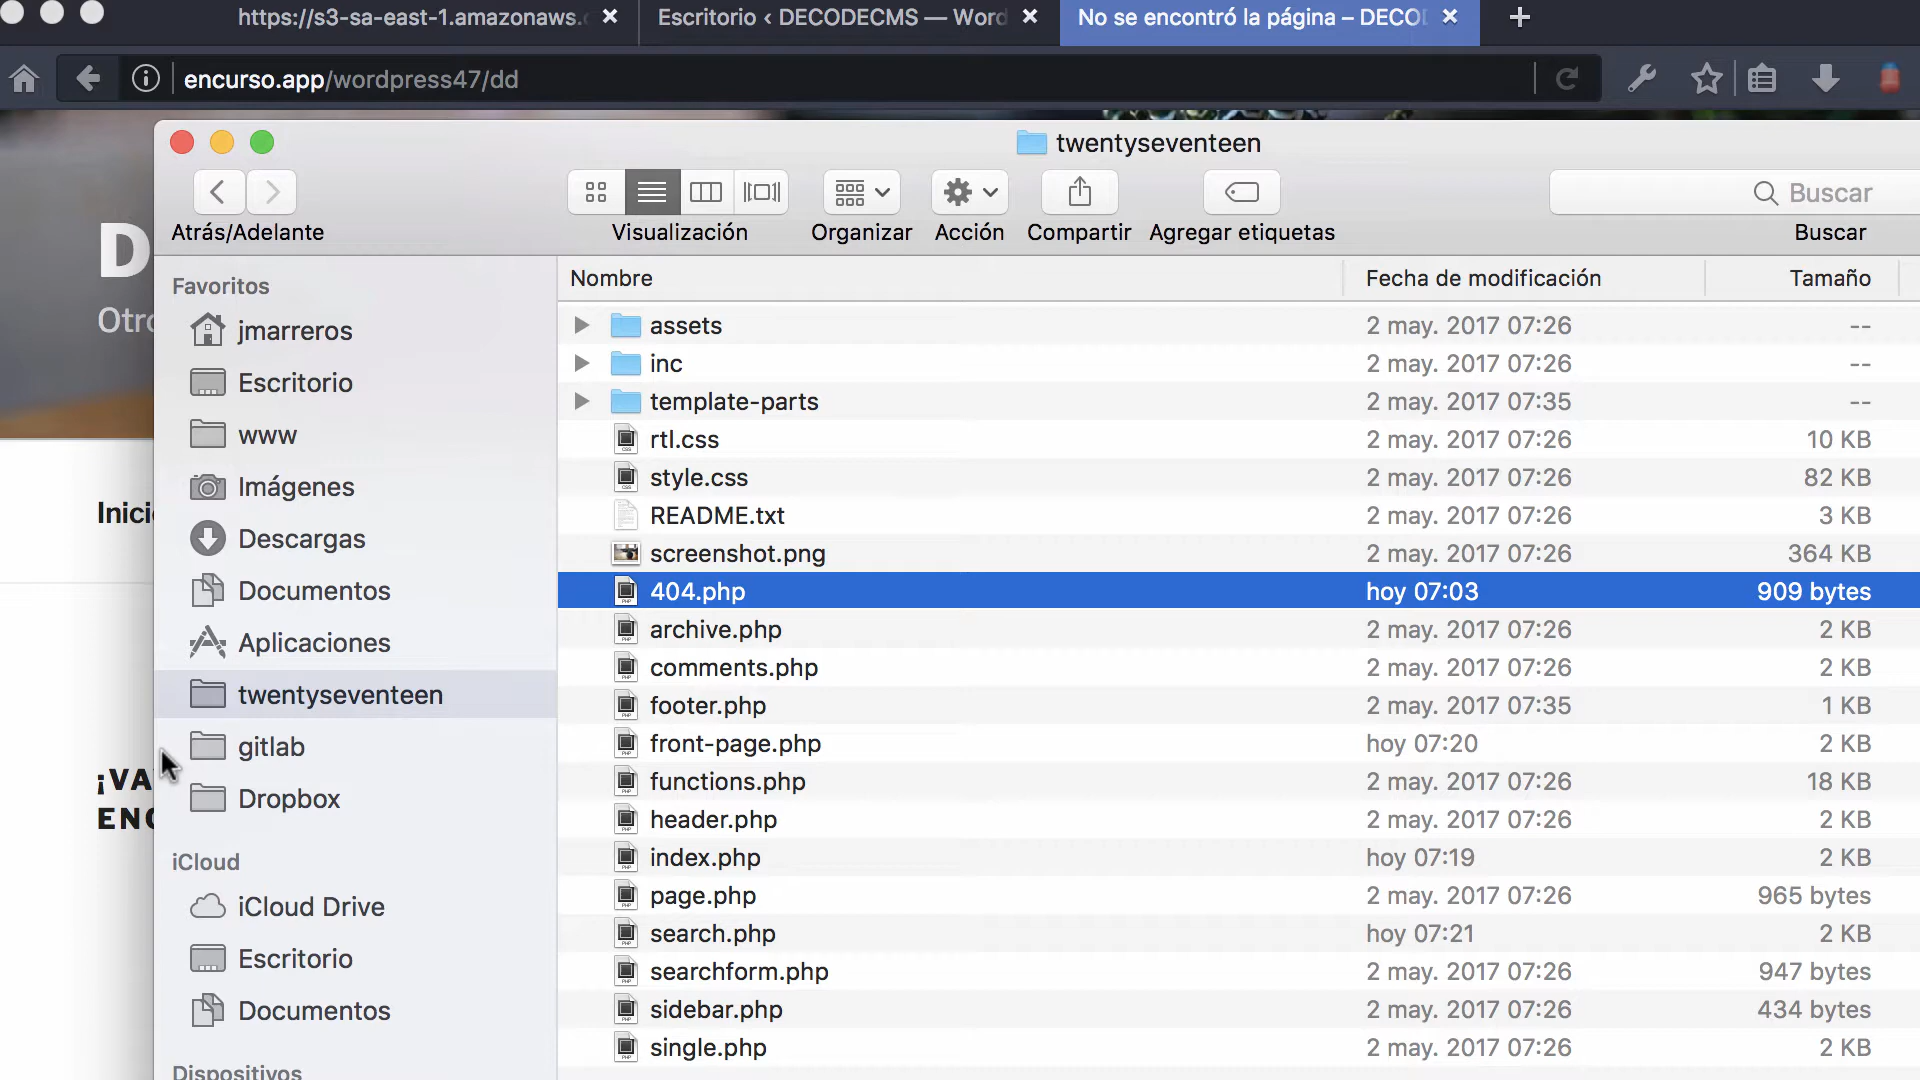 https://s3-sa-east-1.amazonaws.c
Escritorio ‹ DECODECMS — Word
No se encontró la página – DECO
encurso.app/wordpress47/dd
twentyseventeen
Buscar
Atrás/Adelante
Visualización
Organizar
Acción
Compartir
Agregar etiquetas
Buscar
D
Otro
Inicio
¡VA
ENC
Favoritos
jmarreros
Escritorio
www
Imágenes
Descargas
Documentos
Aplicaciones
twentyseventeen
gitlab
Dropbox
iCloud
iCloud Drive
Escritorio
Documentos
Dispositivos
Nombre Fecha de modificación Tamaño
assets 2 may. 2017 07:26 --
inc 2 may. 2017 07:26 --
template-parts 2 may. 2017 07:35 --
rtl.css 2 may. 2017 07:26 10 KB
style.css 2 may. 2017 07:26 82 KB
README.txt 2 may. 2017 07:26 3 KB
screenshot.png 2 may. 2017 07:26 364 KB
404.php hoy 07:03 909 bytes
archive.php 2 may. 2017 07:26 2 KB
comments.php 2 may. 2017 07:26 2 KB
footer.php 2 may. 2017 07:35 1 KB
front-page.php hoy 07:20 2 KB
functions.php 2 may. 2017 07:26 18 KB
header.php 2 may. 2017 07:26 2 KB
index.php hoy 07:19 2 KB
page.php 2 may. 2017 07:26 965 bytes
search.php hoy 07:21 2 KB
searchform.php 2 may. 2017 07:26 947 bytes
sidebar.php 2 may. 2017 07:26 434 bytes
single.php 2 may. 2017 07:26 2 KB